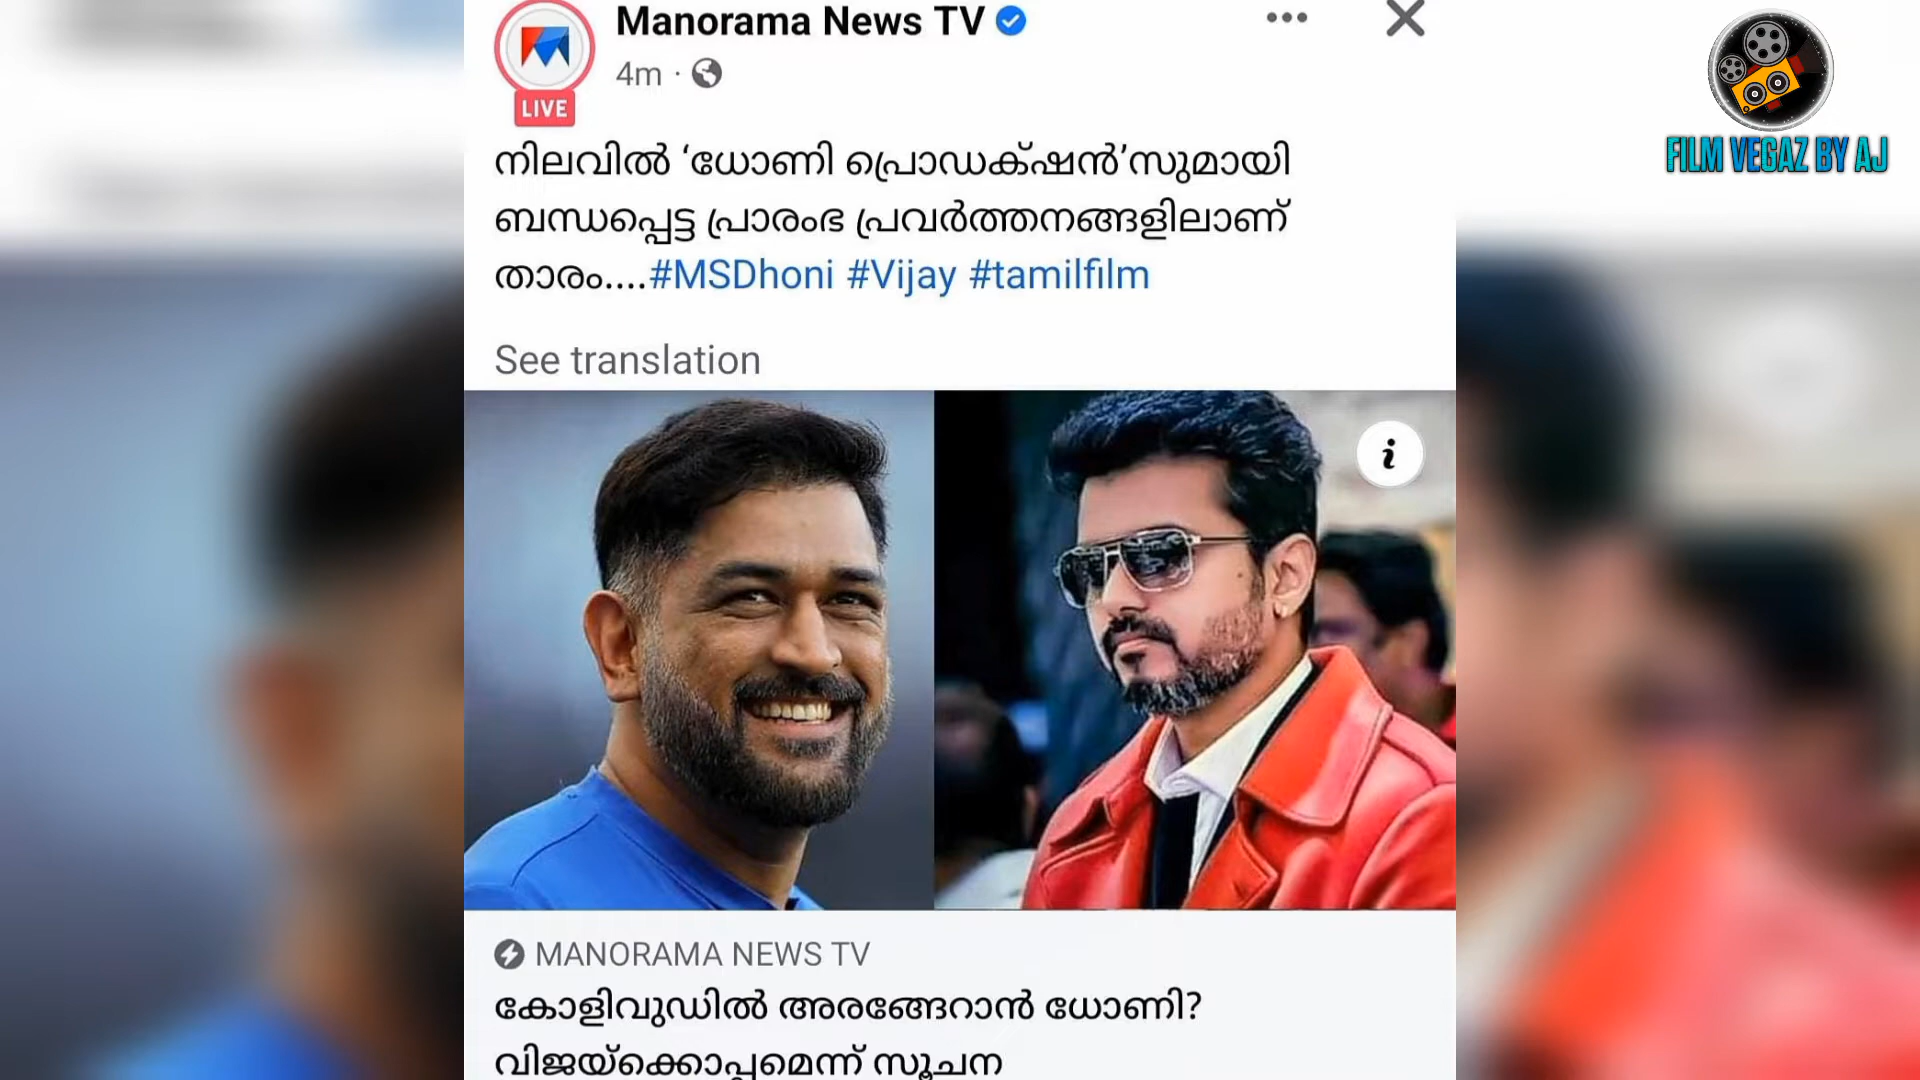 Manorama News TV
4m ·
LIVE
FILM VEGAZ BY AJ
നിലവിൽ ‘ധോണി പ്രൊഡക്ഷൻ’സുമായി
ബന്ധപ്പെട്ട പ്രാരംഭ പ്രവർത്തനങ്ങളിലാണ്
താരം....#MSDhoni #Vijay #tamilfilm
See translation
MANORAMA NEWS TV
കോളിവുഡിൽ അരങ്ങേറാൻ ധോണി?
വിജയ്ക്കൊപ്പമെന്ന് സൂചന